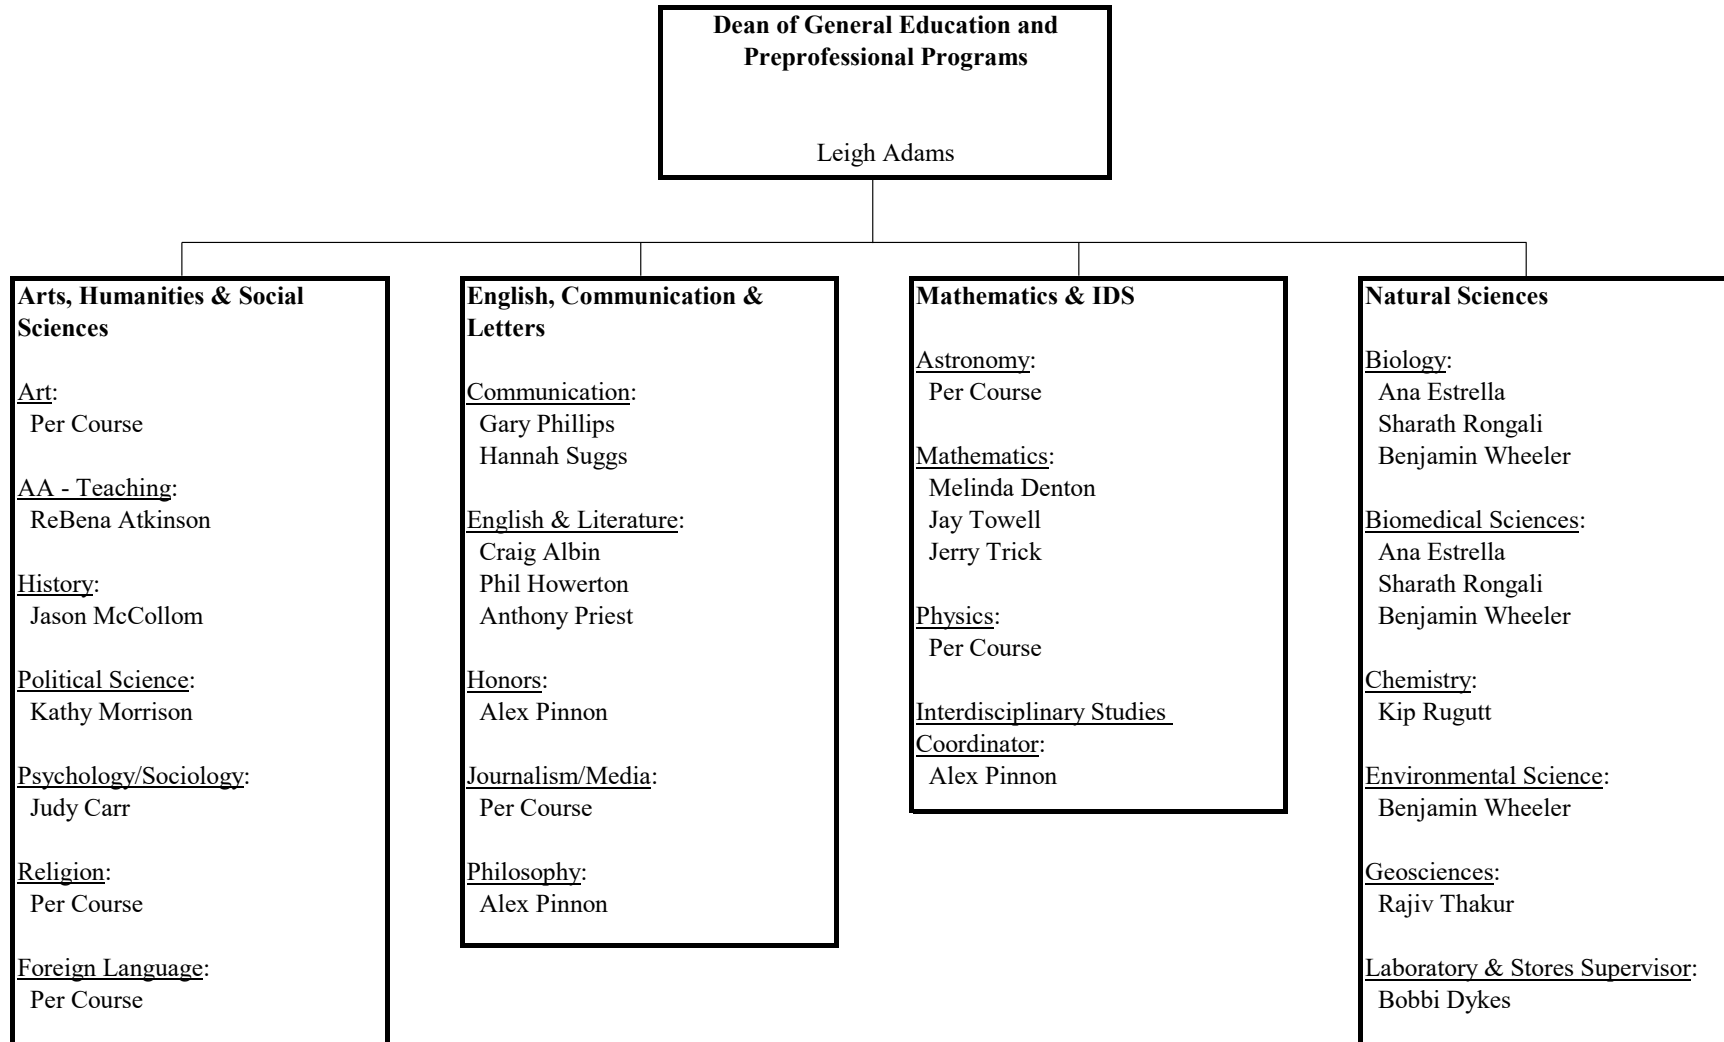 Dean of General Education and
Preprofessional Programs
Leigh Adams
Arts, Humanities & Social
Sciences
Art:
Per Course
AA - Teaching:
ReBena Atkinson
History:
Jason McCollom
Political Science:
Kathy Morrison
Psychology/Sociology:
Judy Carr
Religion:
Per Course
Foreign Language:
Per Course
English, Communication &
Letters
Communication:
Gary Phillips
Hannah Suggs
English & Literature:
Craig Albin
Phil Howerton
Anthony Priest
Honors:
Alex Pinnon
Journalism/Media:
Per Course
Philosophy:
Alex Pinnon
Mathematics & IDS
Astronomy:
Per Course
Mathematics:
Melinda Denton
Jay Towell
Jerry Trick
Physics:
Per Course
Interdisciplinary Studies
Coordinator:
Alex Pinnon
Natural Sciences
Biology:
Ana Estrella
Sharath Rongali
Benjamin Wheeler
Biomedical Sciences:
Ana Estrella
Sharath Rongali
Benjamin Wheeler
Chemistry:
Kip Rugutt
Environmental Science:
Benjamin Wheeler
Geosciences:
Rajiv Thakur
Laboratory & Stores Supervisor:
Bobbi Dykes